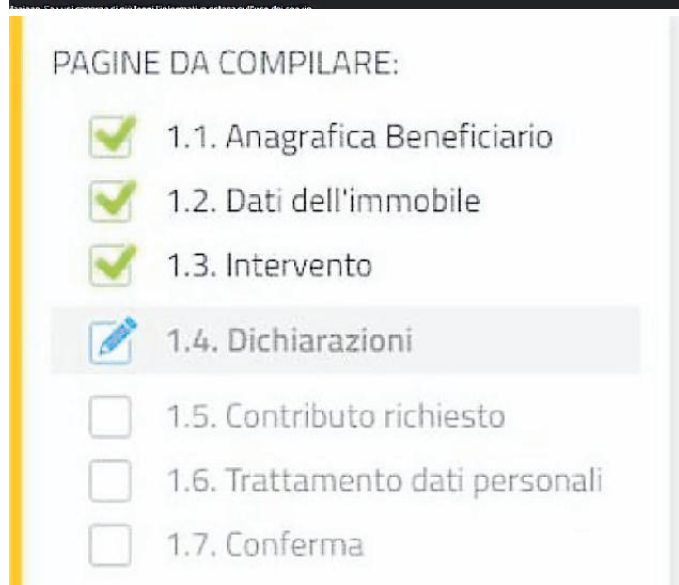 PAGINE DA COMPILARE:
1.1. Anagrafica Beneficiario
1.2. Dati dell'immobile
1.3. Intervento
1.4. Dichiarazioni
1.5. Contributo richiesto
1.6. Trattamento dati personali
1.7. Conferma